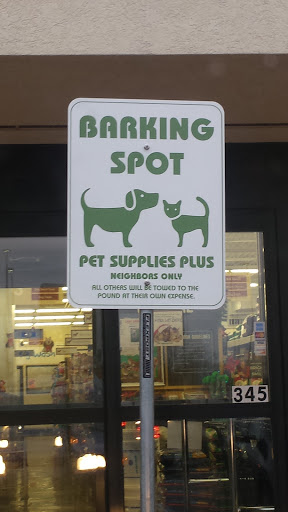 BARKING
SPOT
PET SUPPLIES PLUS
NEIGHBORS ONLY
ALL OTHERS WILL BE TOWED TO THE
POUND AT THEIR OWN EXPENSE.
345